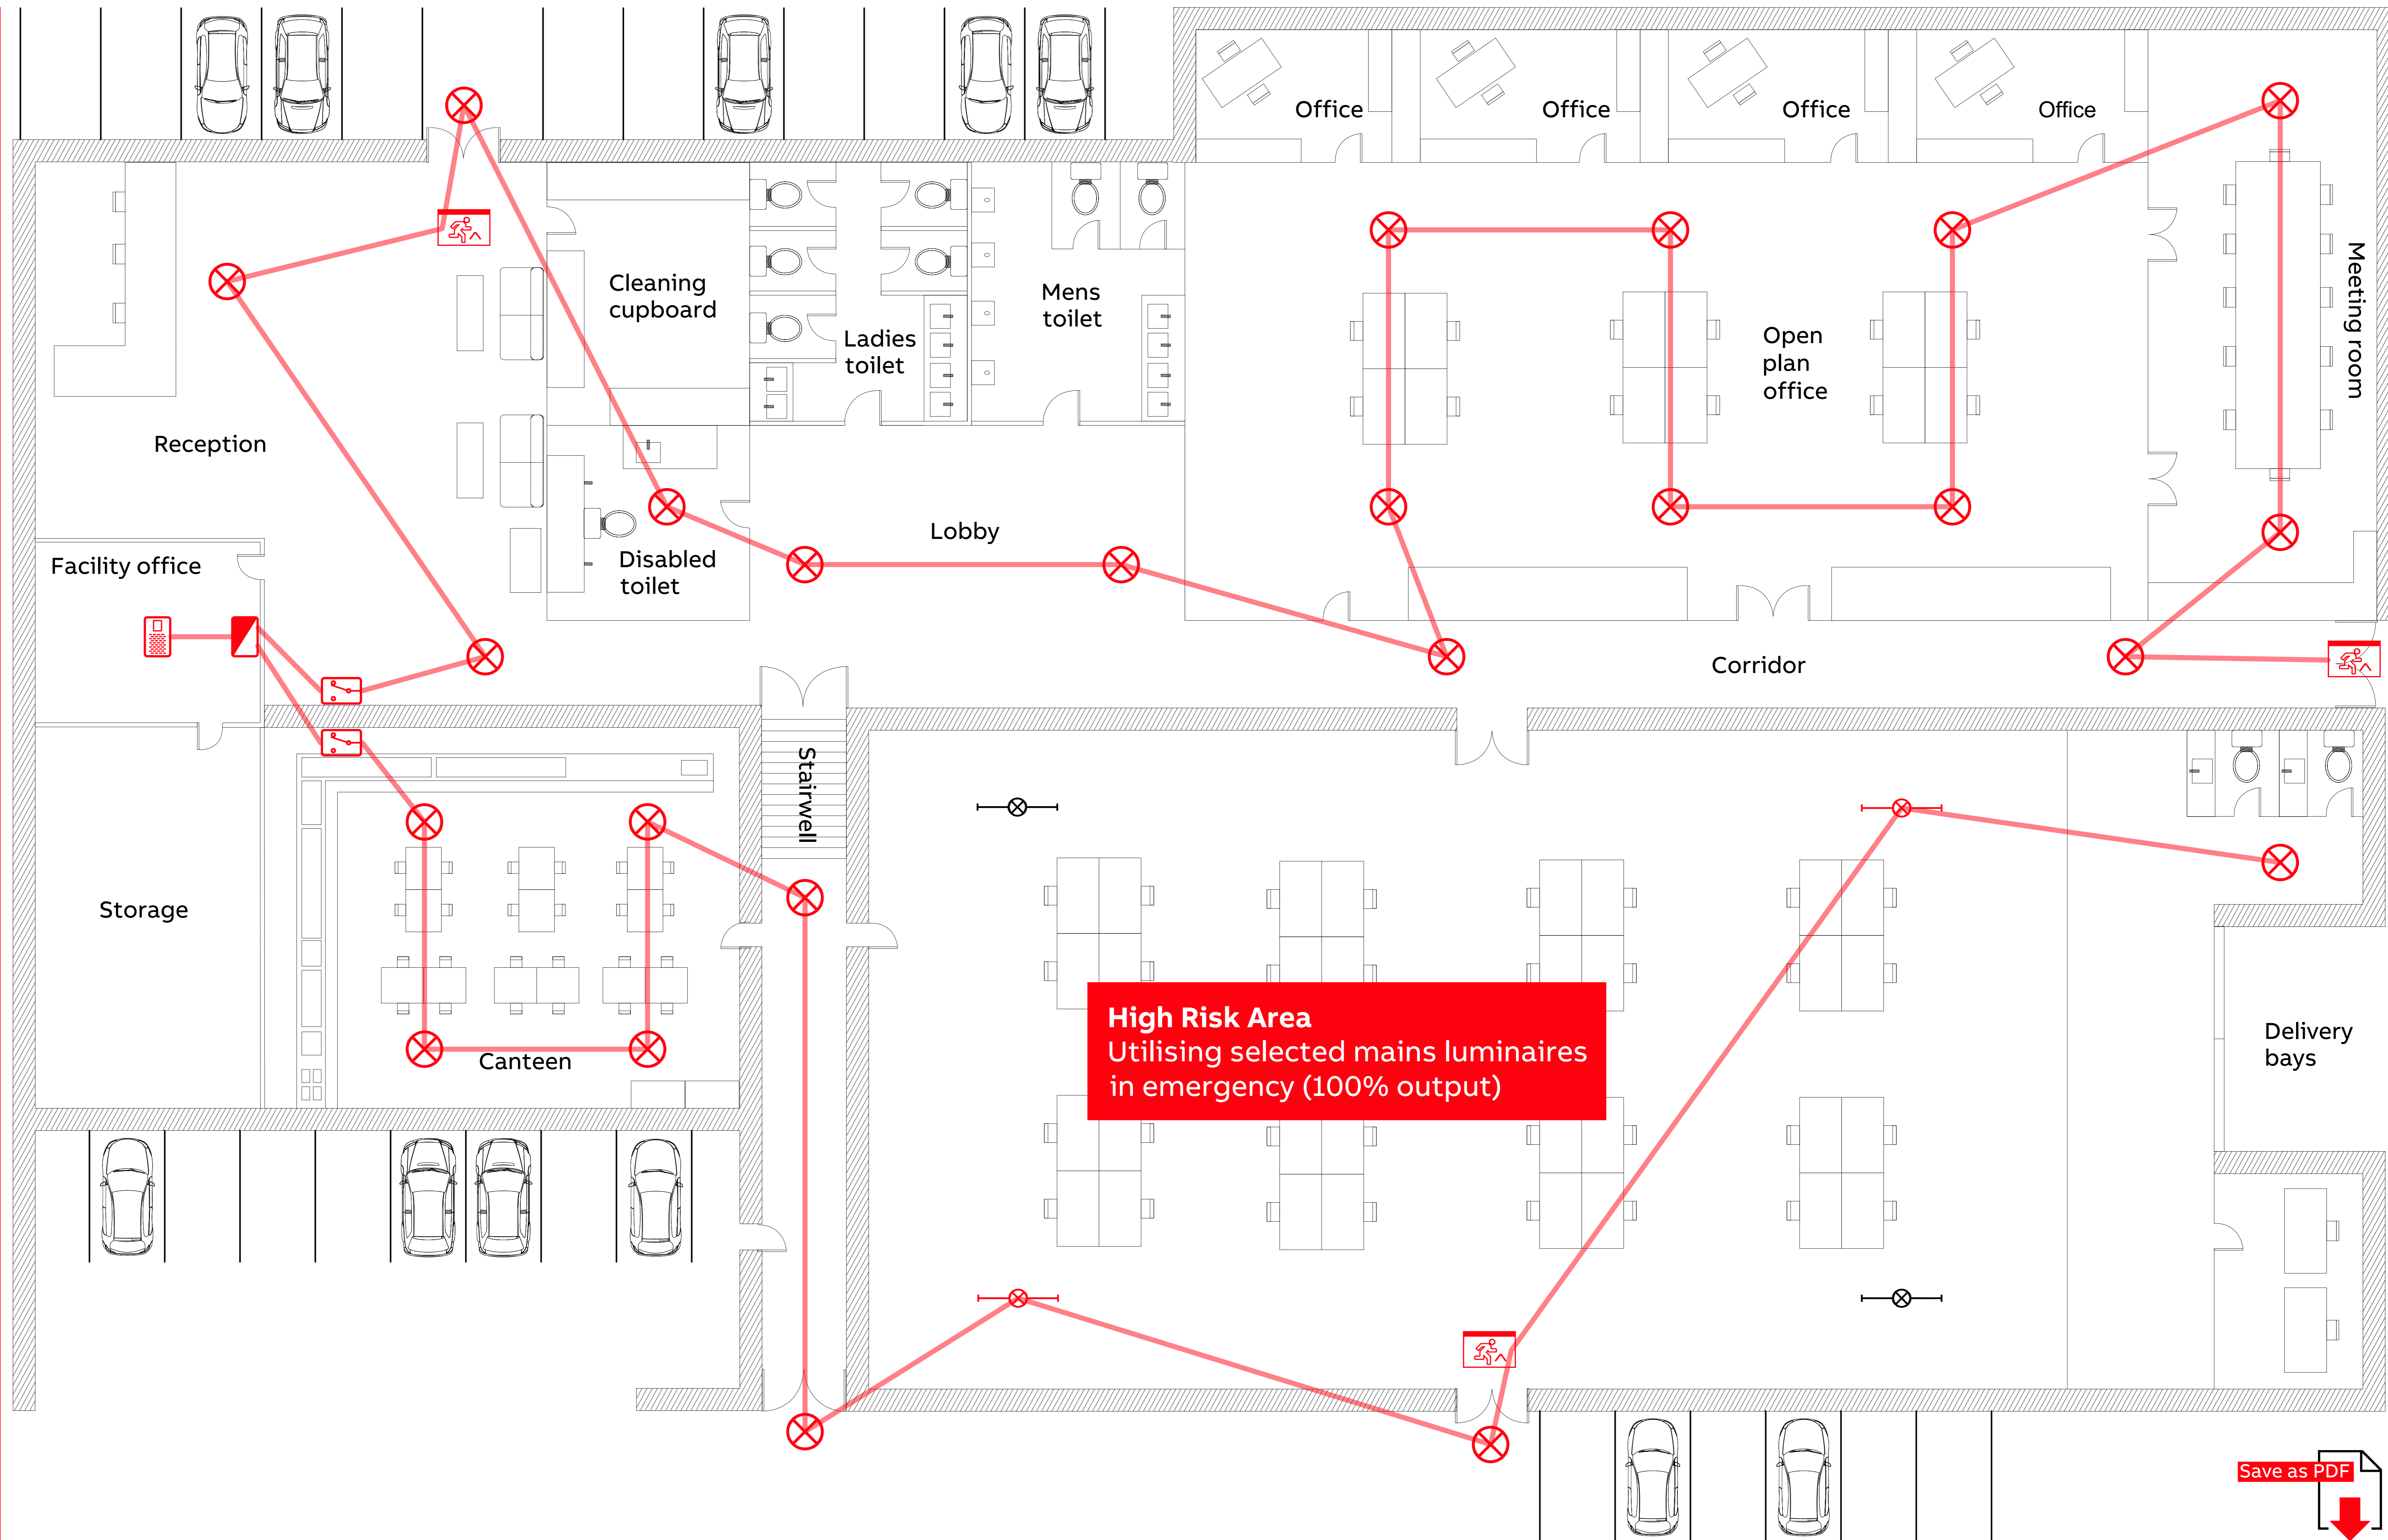 Office
Office
Office
Office
Meeting room
Cleaning
cupboard
Mens
toilet
Ladies
toilet
Open
plan
office
Reception
Lobby
Facility office
Disabled
toilet
Corridor
Stairwell
Storage
Canteen
High Risk Area
Utilising selected mains luminaires
in emergency (100% output)
Delivery
bays
Save as PDF